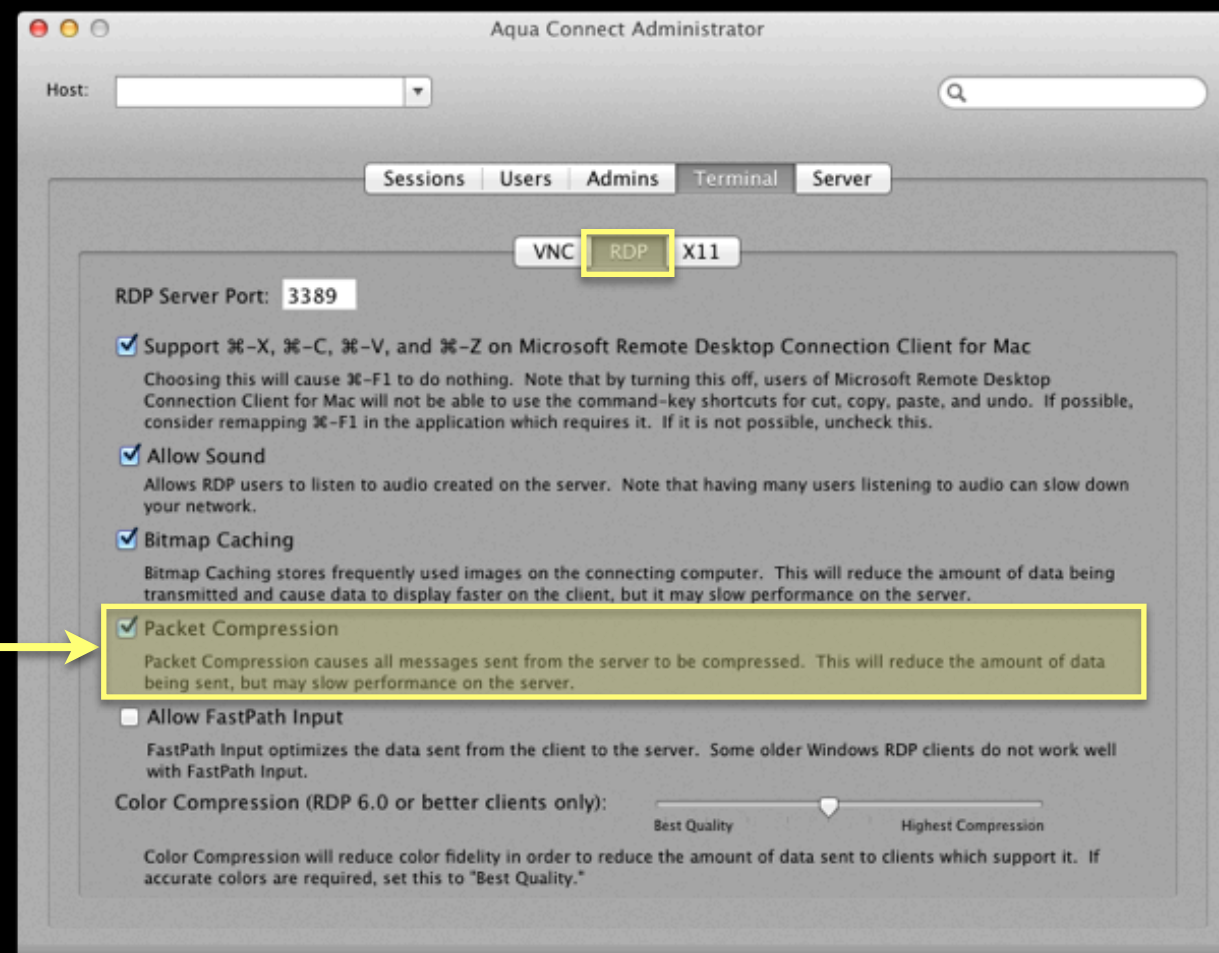 Aqua Connect Administrator
Host:
Sessions Users Admins Terminal Server
VNC RDP X11
RDP Server Port: 3389
Support ⌘-X, ⌘-C, ⌘-V, and ⌘-Z on Microsoft Remote Desktop Connection Client for Mac
Choosing this will cause ⌘-F1 to do nothing. Note that by turning this off, users of Microsoft Remote Desktop
Connection Client for Mac will not be able to use the command-key shortcuts for cut, copy, paste, and undo. If possible,
consider remapping ⌘-F1 in the application which requires it. If it is not possible, uncheck this.
Allow Sound
Allows RDP users to listen to audio created on the server. Note that having many users listening to audio can slow down
your network.
Bitmap Caching
Bitmap Caching stores frequently used images on the connecting computer. This will reduce the amount of data being
transmitted and cause data to display faster on the client, but it may slow performance on the server.
Packet Compression
Packet Compression causes all messages sent from the server to be compressed. This will reduce the amount of data
being sent, but may slow performance on the server.
Allow FastPath Input
FastPath Input optimizes the data sent from the client to the server. Some older Windows RDP clients do not work well
with FastPath Input.
Color Compression (RDP 6.0 or better clients only):
Best Quality Highest Compression
Color Compression will reduce color fidelity in order to reduce the amount of data sent to clients which support it. If
accurate colors are required, set this to "Best Quality."